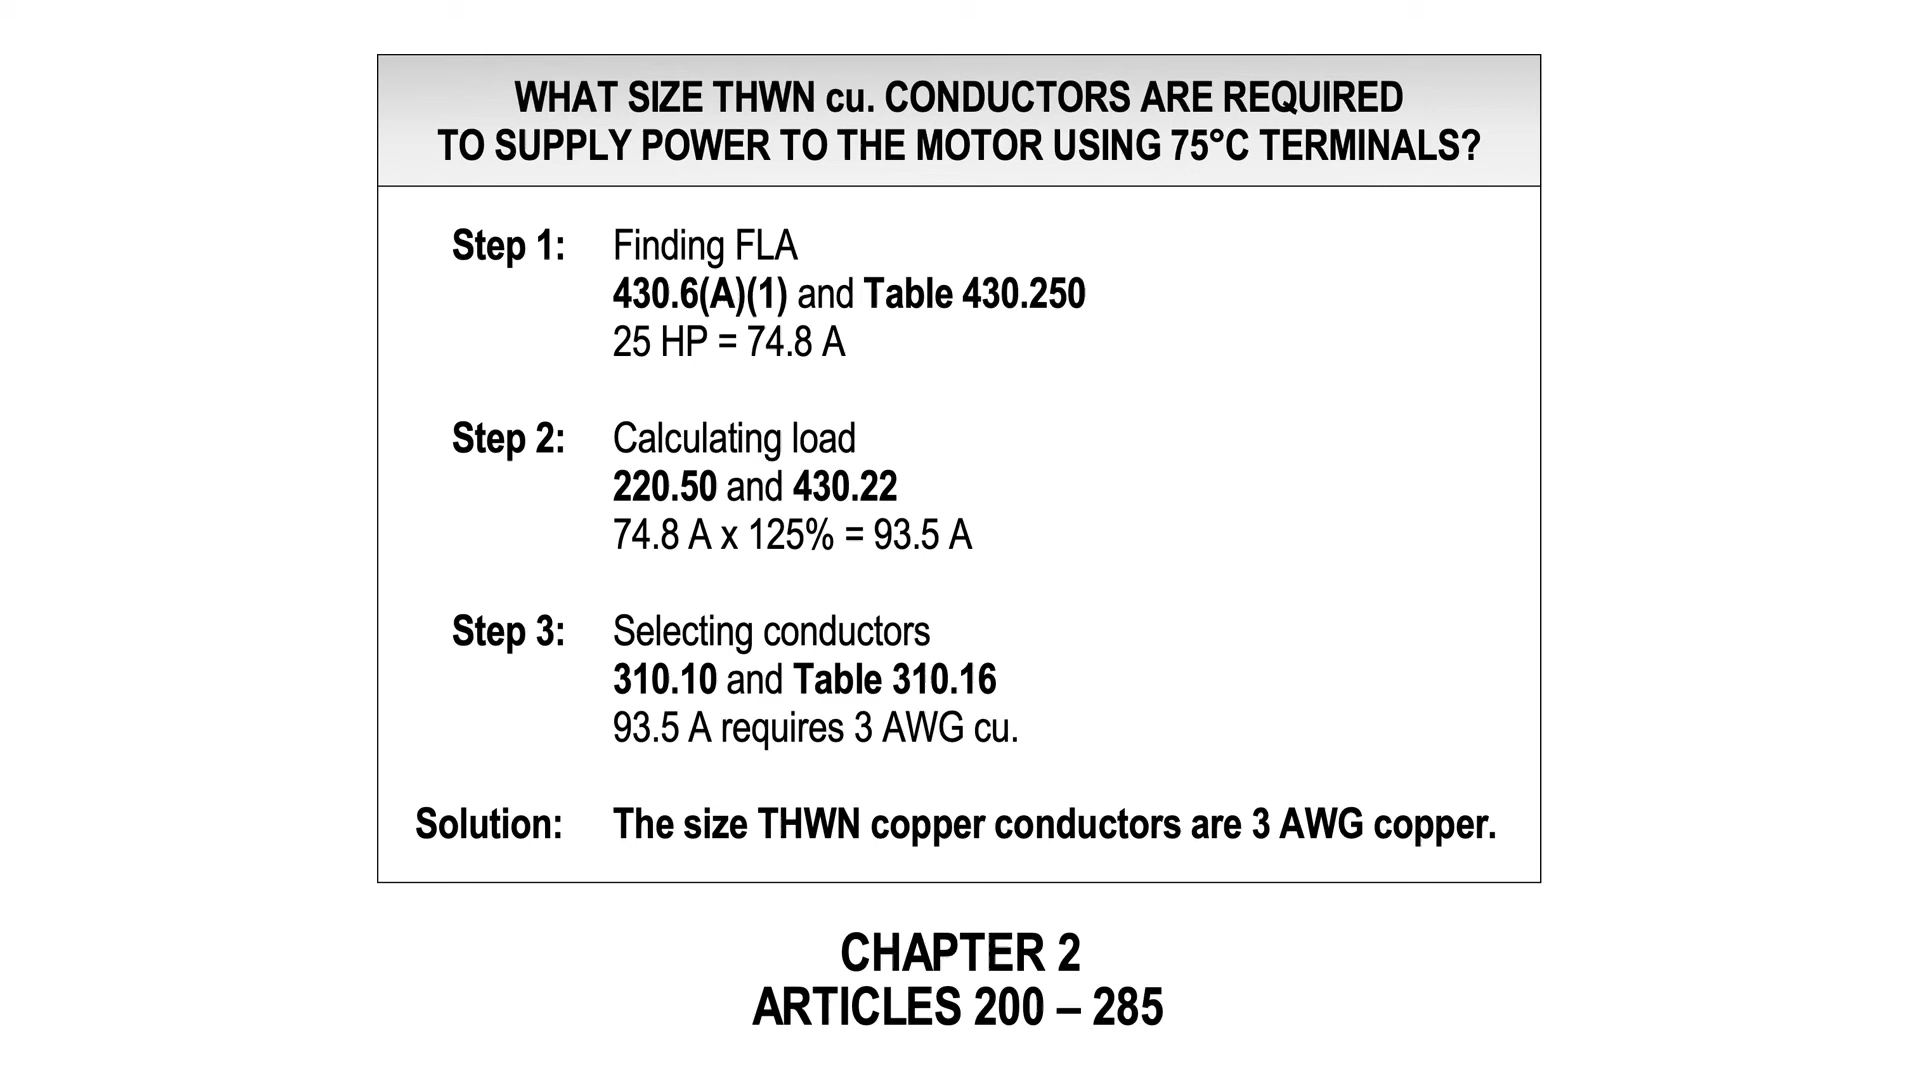 WHAT SIZE THWN cu. CONDUCTORS ARE REQUIRED
TO SUPPLY POWER TO THE MOTOR USING 75°C TERMINALS?
Step 1: Finding FLA
430.6(A)(1) and Table 430.250
25 HP = 74.8 A
Step 2: Calculating load
220.50 and 430.22
74.8 A x 125% = 93.5 A
Step 3: Selecting conductors
310.10 and Table 310.16
93.5 A requires 3 AWG cu.
Solution: The size THWN copper conductors are 3 AWG copper.
CHAPTER 2
ARTICLES 200 – 285